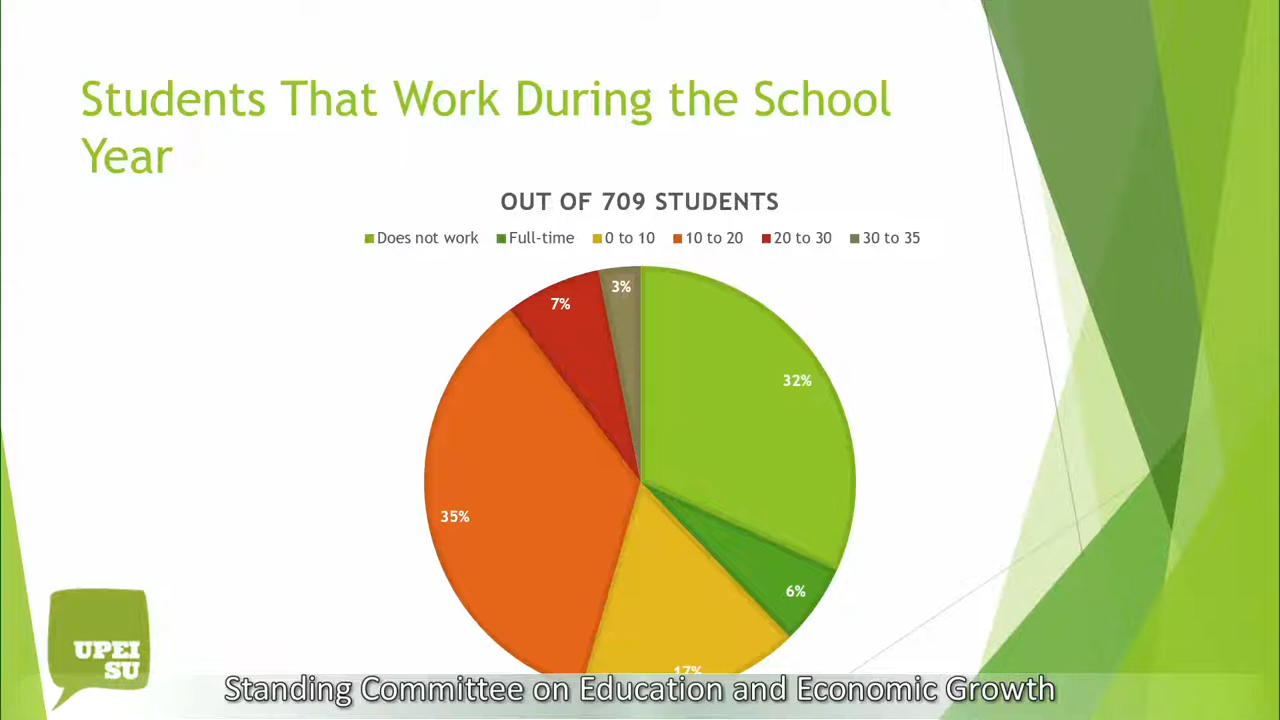 Students That Work During the School
Year
OUT OF 709 STUDENTS
Does not work Full-time 0 to 10 10 to 20 20 to 30 30 to 35
3%
7%
32%
35%
6%
17%
UPEI
SU
Standing Committee on Education and Economic Growth